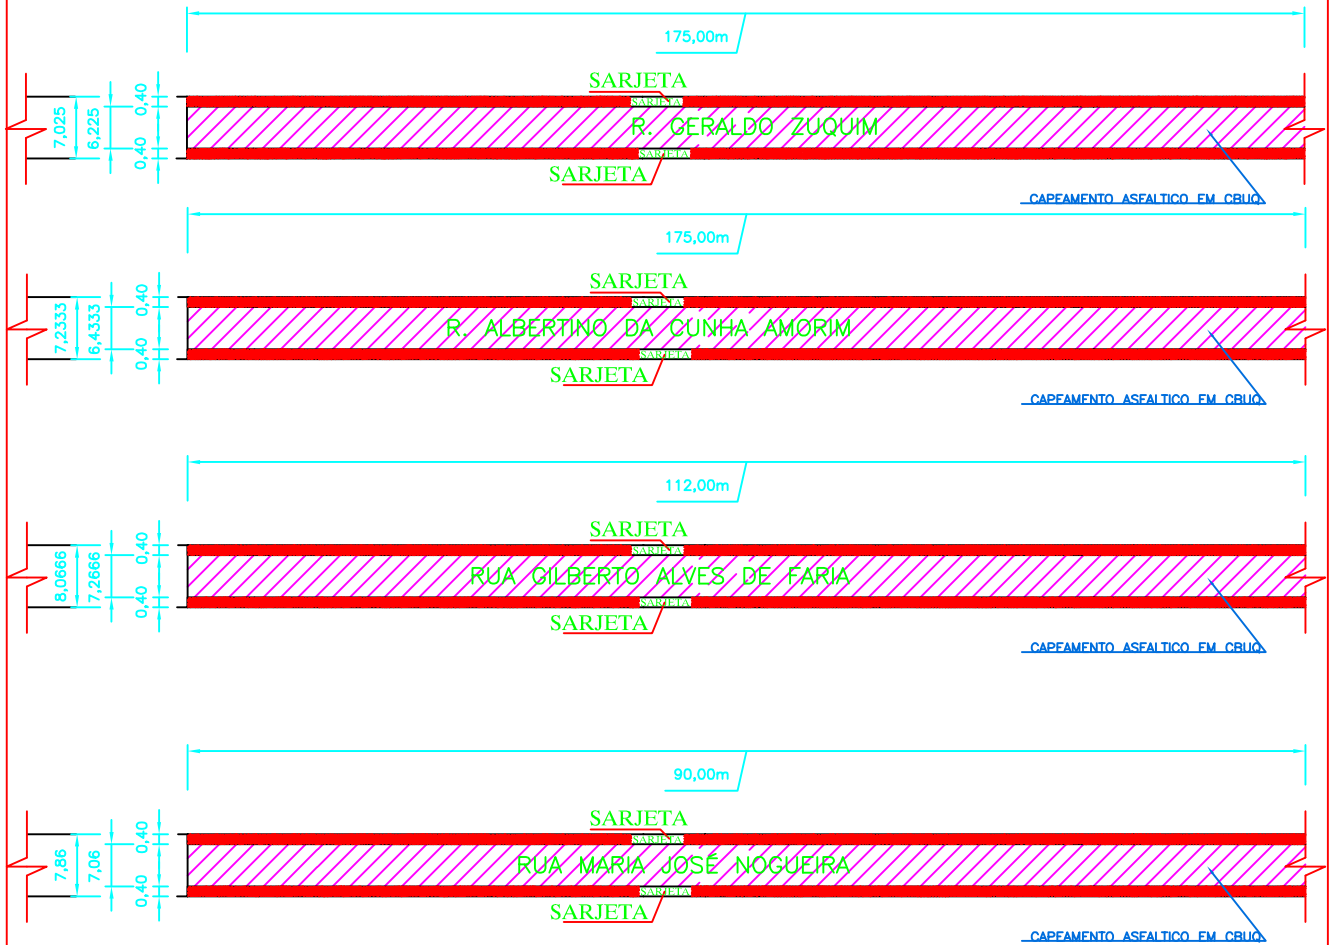 175,00m
SARJETA
SARJETA
7,025
6,225
0,40
0,40
R. GERALDO ZUQUIM
SARJETA
SARJETA
CAPEAMENTO ASFALTICO EM CBUQ
175,00m
SARJETA
SARJETA
7,2333
6,4333
0,40
0,40
R. ALBERTINO DA CUNHA AMORIM
SARJETA
SARJETA
CAPEAMENTO ASFALTICO EM CBUQ
112,00m
SARJETA
SARJETA
8,0666
7,2666
0,40
0,40
RUA GILBERTO ALVES DE FARIA
SARJETA
SARJETA
CAPEAMENTO ASFALTICO EM CBUQ
90,00m
SARJETA
SARJETA
7,86
7,06
0,40
0,40
RUA MARIA JOSÉ NOGUEIRA
SARJETA
SARJETA
CAPEAMENTO ASFALTICO EM CBUQ